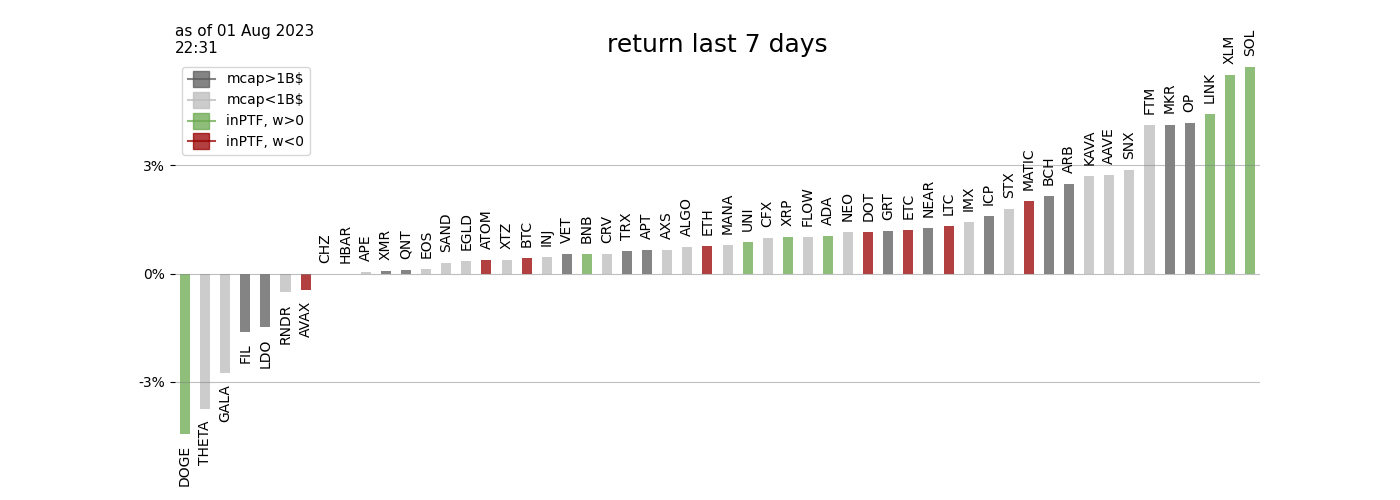 as of 01 Aug 2023
22:31
return last 7 days
mcap>1B$
mcap<1B$
inPTF, w>0
inPTF, w<0
3%
0%
-3%
DOGE
THETA
GALA
FIL
LDO
RNDR
AVAX
CHZ
HBAR
APE
XMR
QNT
EOS
SAND
EGLD
ATOM
XTZ
BTC
INJ
VET
BNB
CRV
TRX
APT
AXS
ALGO
ETH
MANA
UNI
CFX
XRP
FLOW
ADA
NEO
DOT
GRT
ETC
NEAR
LTC
IMX
ICP
STX
MATIC
BCH
ARB
KAVA
AAVE
SNX
FTM
MKR
OP
LINK
XLM
SOL